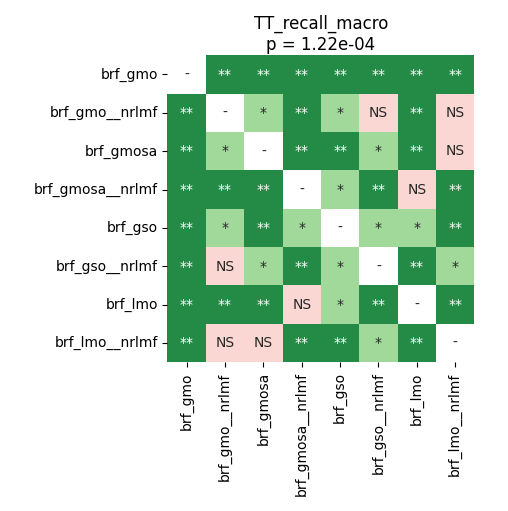 TT_recall_macro
p = 1.22e-04
brf_gmo - ** ** ** ** ** ** **
brf_gmo__nrlmf ** - * ** * NS ** NS
brf_gmosa ** * - ** ** * ** NS
brf_gmosa__nrlmf ** ** ** - * ** NS **
brf_gso ** * ** * - * * **
brf_gso__nrlmf ** NS * ** * - ** *
brf_lmo ** ** ** NS * ** - **
brf_lmo__nrlmf ** NS NS ** ** * ** -
brf_gmo
brf_gmo__nrlmf
brf_gmosa
brf_gmosa__nrlmf
brf_gso
brf_gso__nrlmf
brf_lmo
brf_lmo__nrlmf